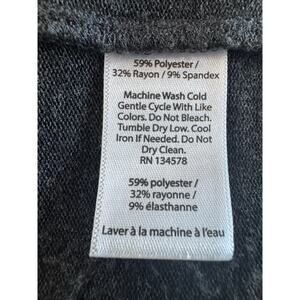 59% Polyester /
32% Rayon / 9% Spandex
Machine Wash Cold
Gentle Cycle With Like
Colors. Do Not Bleach.
Tumble Dry Low. Cool
Iron If Needed. Do Not
Dry Clean.
RN 134578
59% polyester /
32% rayonne /
9% élasthanne
Laver à la machine à l'eau